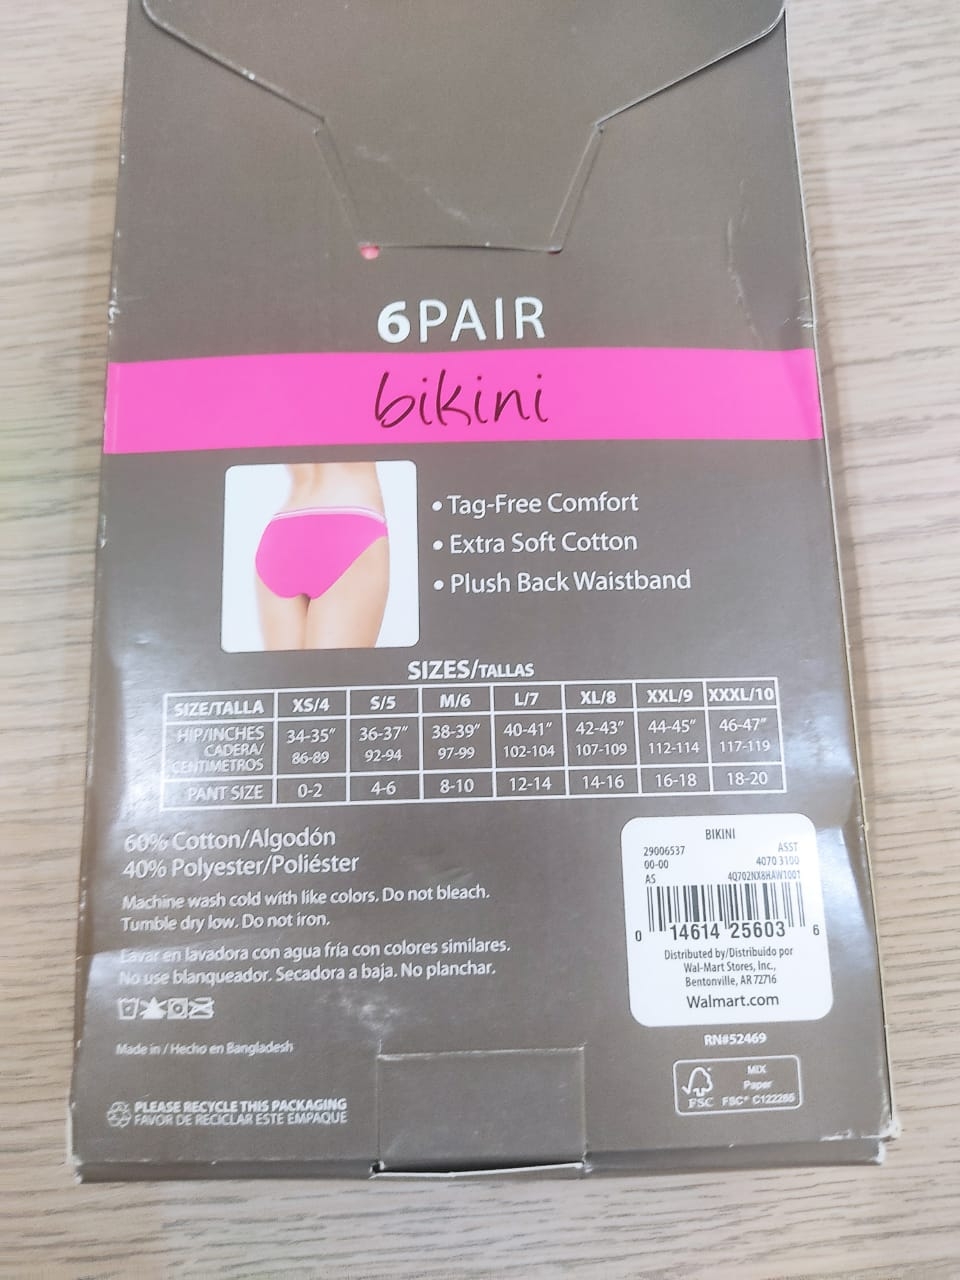 6PAIR
bikini
• Tag-Free Comfort
• Extra Soft Cotton
• Plush Back Waistband
SIZES/TALLAS
SIZE/TALLA XS/4 S/5 M/6 L/7 XL/8 XXL/9 XXXL/10
HIP/INCHES 34-35" 36-37" 38-39" 40-41" 42-43" 44-45" 46-47"
CADERA/
CENTIMETROS 86-89 92-94 97-99 102-104 107-109 112-114 117-119
PANT SIZE 0-2 4-6 8-10 12-14 14-16 16-18 18-20
60% Cotton/Algodón
40% Polyester/Poliéster
Machine wash cold with like colors. Do not bleach.
Tumble dry low. Do not iron.
Lavar en lavadora con agua fría con colores similares.
No use blanqueador. Secadora a baja. No planchar.
Made in / Hecho en Bangladesh
PLEASE RECYCLE THIS PACKAGING
FAVOR DE RECICLAR ESTE EMPAQUE
BIKINI
29006537 ASST
00-00 4070 3100
AS 4Q702NX8HAW1001
0 14614 25603 6
Distributed by/Distribuido por
Wal-Mart Stores, Inc.,
Bentonville, AR 72716
Walmart.com
RN#52469
MIX
Paper
FSC FSC® C122265